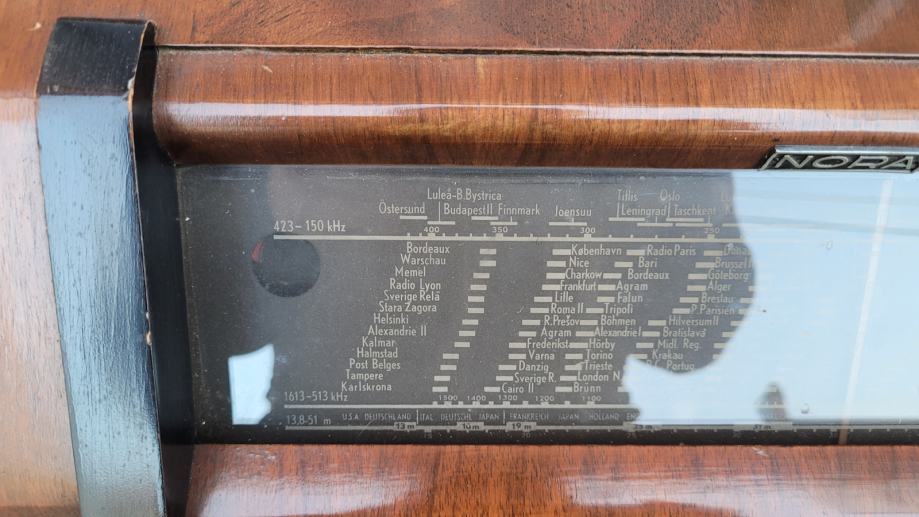 NORA
Luleå-B.Bystrica Tiflis Oslo
Östersund Budapest II Finnmark Joensuu Leningrad Taschkent
423–150 kHz 400 350 300 250
Bordeaux København Radio Paris
Warschau Nice Bari Brüssel II
Memel Charkow Bordeaux Göteborg
Radio Lyon Frankfurt Agram Alger
Sverige Rela Lille Falun Breslau
Stara Zagora Roma II Tripoli P. Parisien
Helsinki R. Prešov Böhmen Hilversum II
Alexandrie II Agram Alexandrie I Bratislava
Kalmar Frederikst. Hörby Midl. Reg.
Halmstad Varna Torino Krakau
Post Belges Danzig Trieste Portug
Tampere Sverige R. London N
Karlskrona Cairo II Brünn
1613–513 kHz 1500 1400 1300 1200 1100
13,8-51 m U.S.A. DEUTSCHLAND ITAL. DEUTSCHL. JAPAN FRANKREICH JAPAN HOLLAND
13 m 16 m 19 m